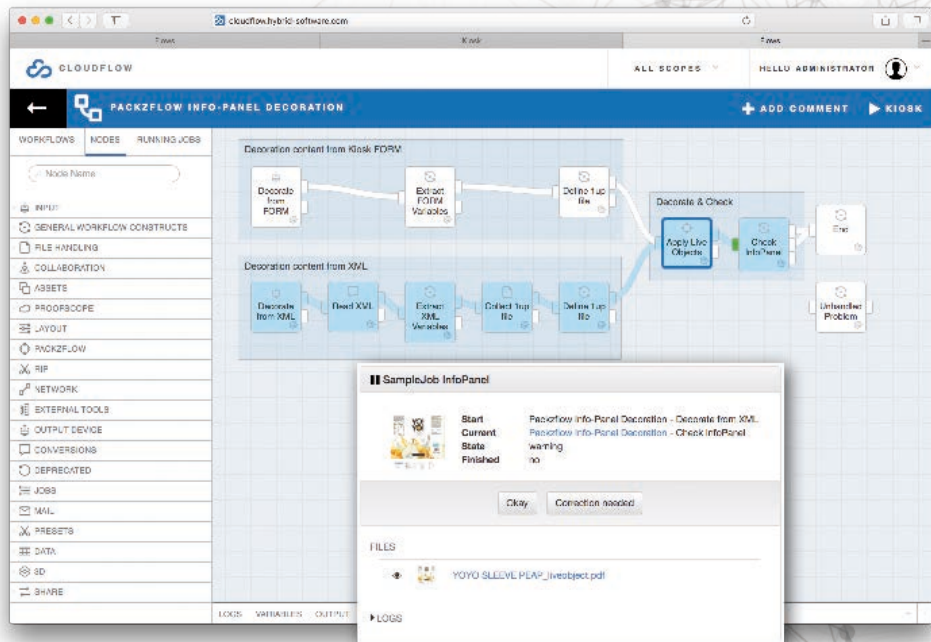 cloudflow.hybrid-software.com
Flows
Kiosk
Flows
CLOUDFLOW
ALL SCOPES
HELLO ADMINISTRATOR
PACKZFLOW INFO-PANEL DECORATION
+ ADD COMMENT
KIOSK
WORKFLOWS NODES RUNNING JOBS
Node Name
INPUT
GENERAL WORKFLOW CONSTRUCTS
FILE HANDLING
COLLABORATION
ASSETS
PROOFSCOPE
LAYOUT
PACKZFLOW
RIP
NETWORK
EXTERNAL TOOLS
OUTPUT DEVICE
CONVERSIONS
DEPRECATED
JOBS
MAIL
PRESETS
DATA
3D
SHARE
Decoration content from Kiosk FORM
Decorate
from
FORM
Extract
FORM
Variables
Define 1up
file
Decorate & Check
Apply Live
Objects
Check
InfoPanel
End
Unhandled
Problem
Decoration content from XML
Decorate
from XML
Read XML
Extract
XML
Variables
Collect 1up
file
Define 1up
file
SampleJob InfoPanel
Start Packzflow Info-Panel Decoration - Decorate from XML
Current Packzflow Info-Panel Decoration - Check InfoPanel
State warning
Finished no
Okay
Correction needed
FILES
YOYO SLEEVE PEAP_liveobject.pdf
LOGS
LOGS VARIABLES OUTPUT